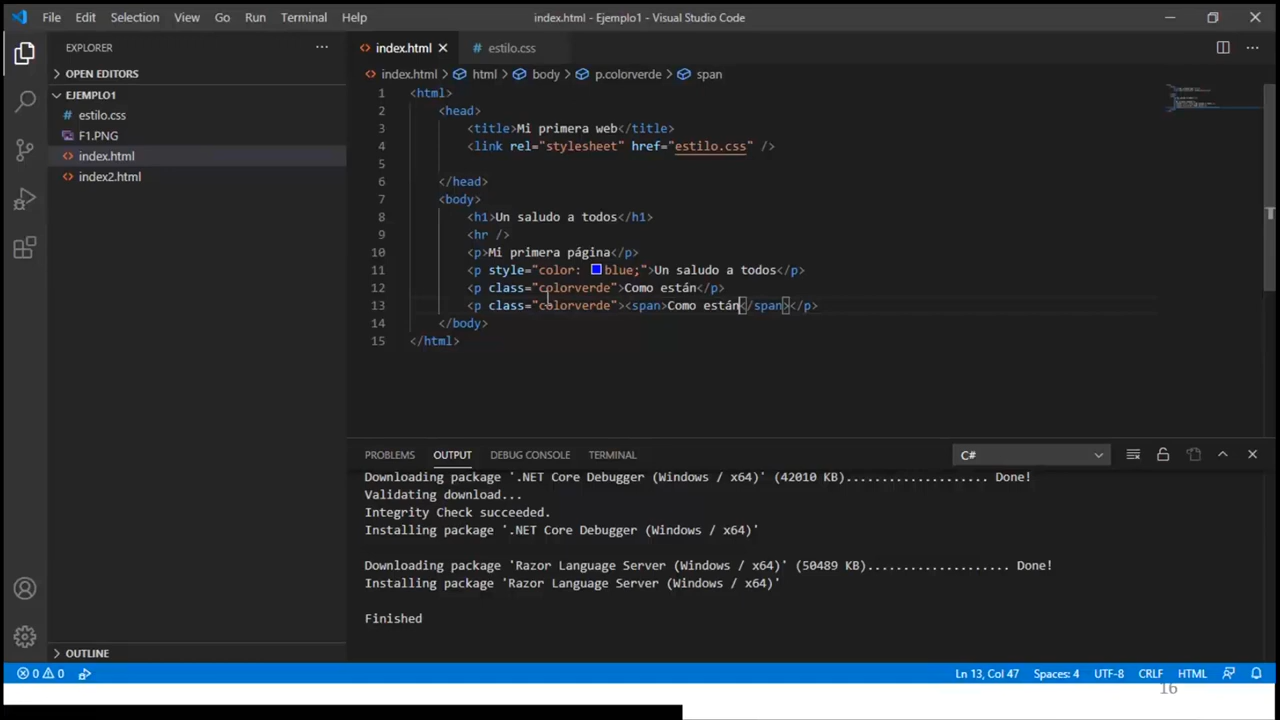 File Edit Selection View Go Run Terminal Help index.html - Ejemplo1 - Visual Studio Code
EXPLORER
OPEN EDITORS
EJEMPLO1
estilo.css
F1.PNG
index.html
index2.html
OUTLINE
index.html estilo.css
index.html > html > body > p.colorverde > span
1 <html>
2 <head>
3 <title>Mi primera web</title>
4 <link rel="stylesheet" href="estilo.css" />
5
6 </head>
7 <body>
8 <h1>Un saludo a todos</h1>
9 <hr />
10 <p>Mi primera página</p>
11 <p style="color: blue;">Un saludo a todos</p>
12 <p class="colorverde">Como están</p>
13 <p class="colorverde"><span>Como están</span></p>
14 </body>
15 </html>
PROBLEMS OUTPUT DEBUG CONSOLE TERMINAL C#
Downloading package '.NET Core Debugger (Windows / x64)' (42010 KB).................... Done!
Validating download...
Integrity Check succeeded.
Installing package '.NET Core Debugger (Windows / x64)'
Downloading package 'Razor Language Server (Windows / x64)' (50489 KB).................... Done!
Installing package 'Razor Language Server (Windows / x64)'
Finished
0 0 Ln 13, Col 47 Spaces: 4 UTF-8 CRLF HTML
16